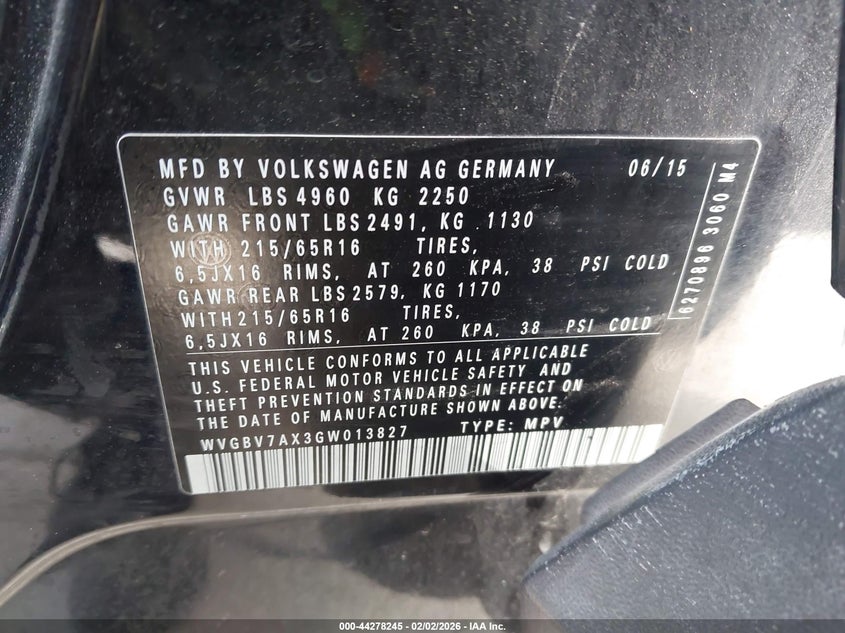 MFD BY VOLKSWAGEN AG GERMANY 06/15
GVWR LBS 4960 KG 2250
GAWR FRONT LBS 2491, KG 1130
WITH 215/65R16 TIRES,
6,5JX16 RIMS, AT 260 KPA, 38 PSI COLD
GAWR REAR LBS 2579, KG 1170
WITH 215/65R16 TIRES,
6,5JX16 RIMS, AT 260 KPA, 38 PSI COLD
THIS VEHICLE CONFORMS TO ALL APPLICABLE
U.S. FEDERAL MOTOR VEHICLE SAFETY AND
THEFT PREVENTION STANDARDS IN EFFECT ON
THE DATE OF MANUFACTURE SHOWN ABOVE.
WVGBV7AX3GW013827 TYPE: MPV
6270896 3060 M4
000-44278245 - 02/02/2026 - IAA Inc.